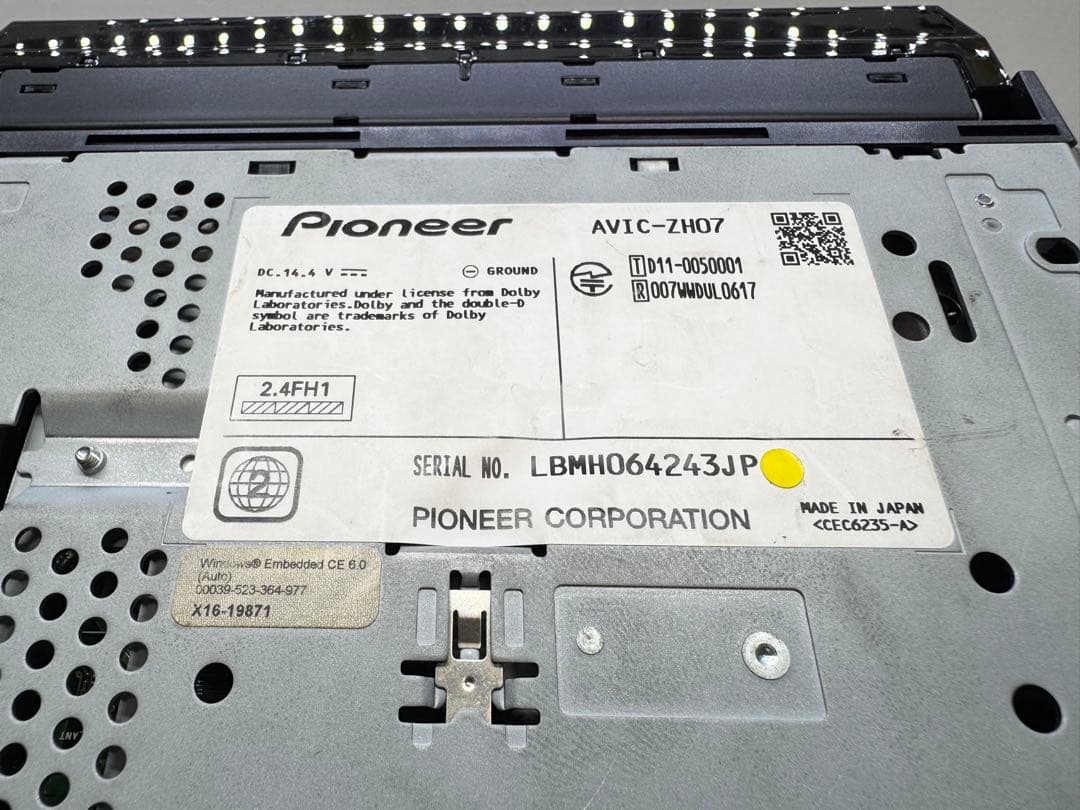 Pioneer
AVIC-ZH07
DC.14.4 V
GROUND
Manufactured under license from Dolby
Laboratories.Dolby and the double-D
symbol are trademarks of Dolby
Laboratories.
T D11-0050001
R 007WWDUL0617
2.4FH1
2
SERIAL NO. LBMH064243JP
PIONEER CORPORATION
MADE IN JAPAN
<CEC6235-A>
Windows® Embedded CE 6.0
(Auto)
00039-523-364-977
X16-19871